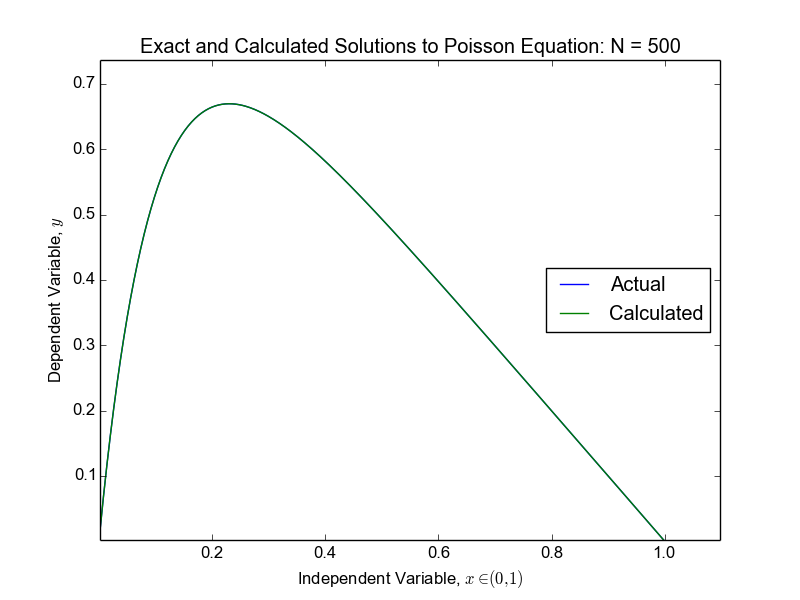 Exact and Calculated Solutions to Poisson Equation: N = 500
0.7
0.6
0.5
0.4
0.3
0.2
0.1
Dependent Variable, y
Actual
Calculated
0.2 0.4 0.6 0.8 1.0
Independent Variable, x ∈(0,1)